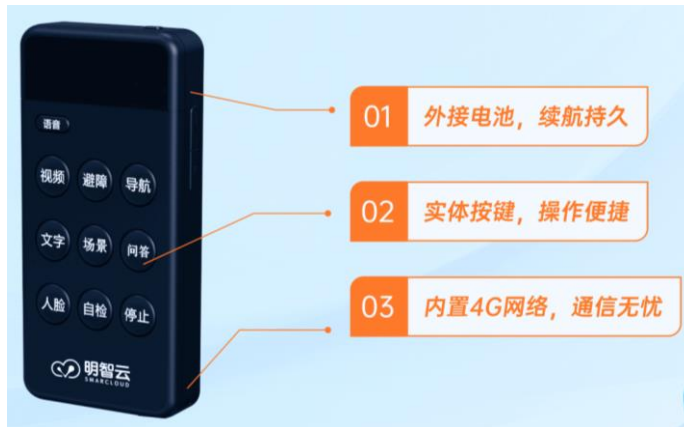 语音
视频 避障 导航
文字 场景 问答
人脸 自检 停止
明智云
SMARCLOUD
01 外接电池，续航持久
02 实体按键，操作便捷
03 内置4G网络，通信无忧